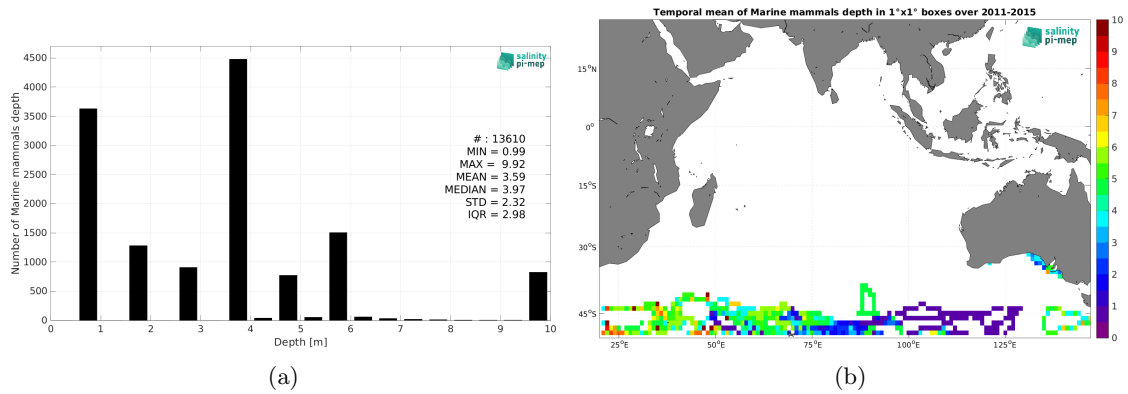 Number of Marine mammals depth
4500
4000
3500
3000
2500
2000
1500
1000
500
0
0 1 2 3 4 5 6 7 8 9 10
Depth [m]
salinity
pi-mep
# : 13610
MIN = 0.99
MAX = 9.92
MEAN = 3.59
MEDIAN = 3.97
STD = 2.32
IQR = 2.98
(a)
Temporal mean of Marine mammals depth in 1°x1° boxes over 2011-2015
salinity
pi-mep
15°N
0°
15°S
30°S
45°S
25°E 50°E 75°E 100°E 125°E
10
9
8
7
6
5
4
3
2
1
0
(b)